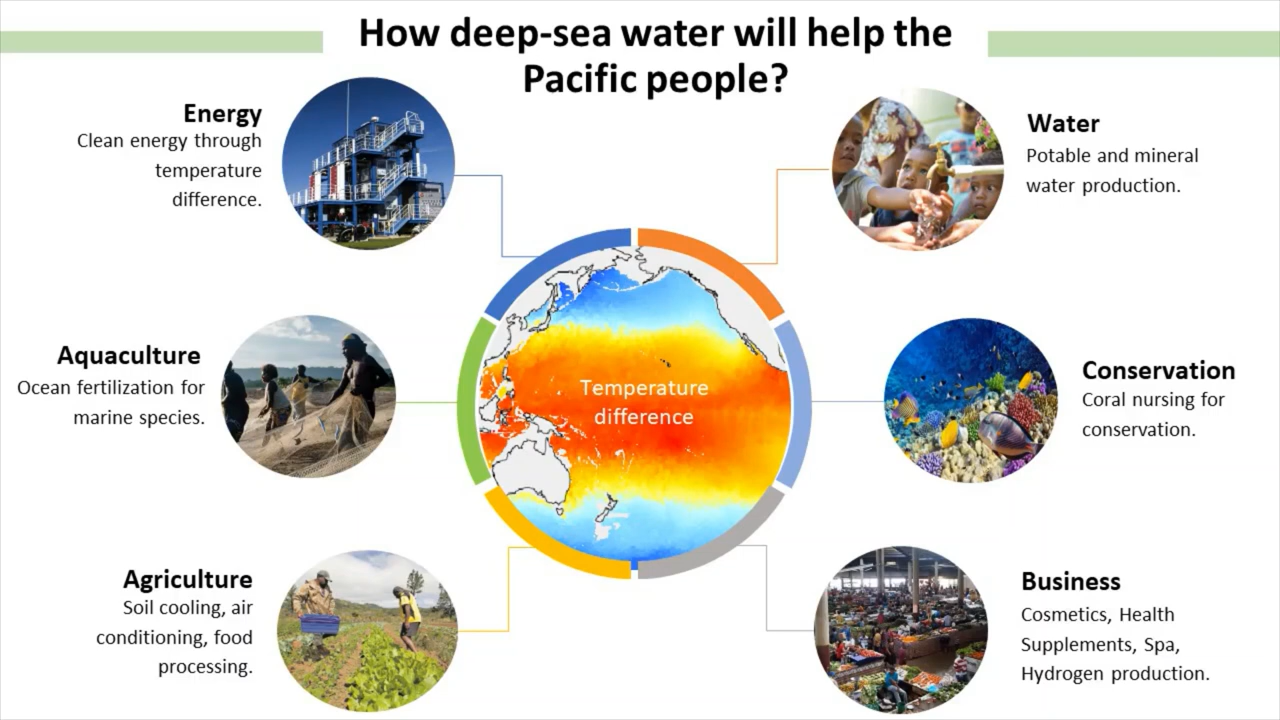 How deep-sea water will help the
Pacific people?
Energy
Clean energy through
temperature
difference.
Water
Potable and mineral
water production.
Aquaculture
Ocean fertilization for
marine species.
Temperature
difference
Conservation
Coral nursing for
conservation.
Agriculture
Soil cooling, air
conditioning, food
processing.
Business
Cosmetics, Health
Supplements, Spa,
Hydrogen production.